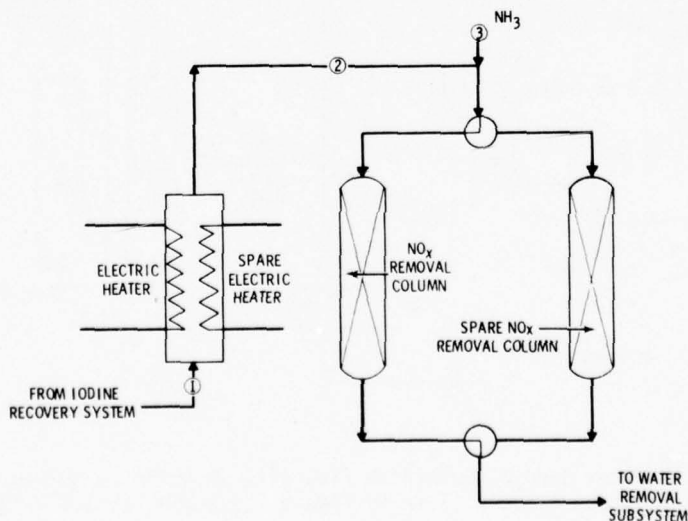 ③ NH₃
②
ELECTRIC
HEATER
SPARE
ELECTRIC
HEATER
NOₓ
REMOVAL
COLUMN
SPARE NOₓ
REMOVAL COLUMN
①
FROM IODINE
RECOVERY SYSTEM
TO WATER
REMOVAL
SUBSYSTEM